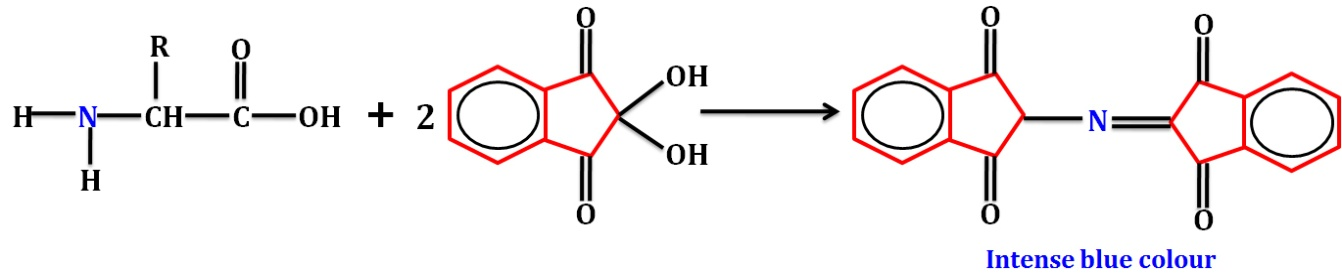 R O
H N CH C OH
H
+ 2
O
OH
OH
O
O
O
N
O
O
Intense blue colour